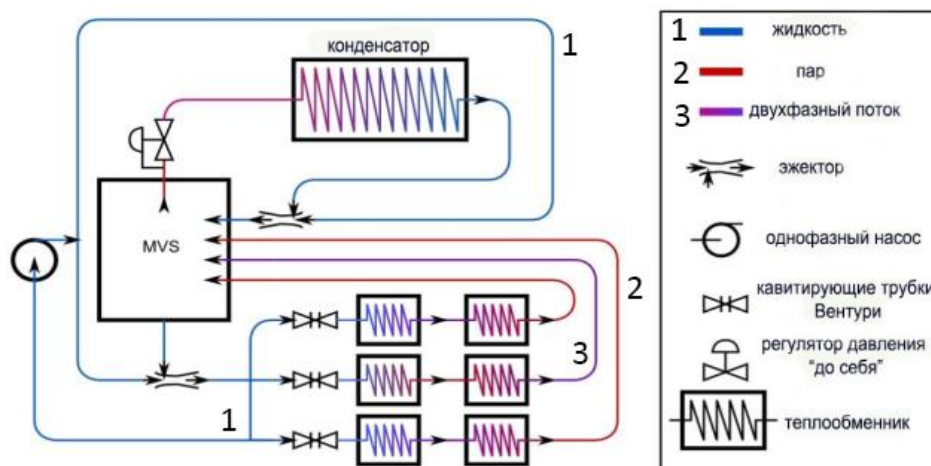 конденсатор
1
MVS
2
3
1
1 жидкость
2 пар
3 двухфазный поток
эжектор
однофазный насос
кавитирующие трубки
Вентури
регулятор давления
"до себя"
теплообменник